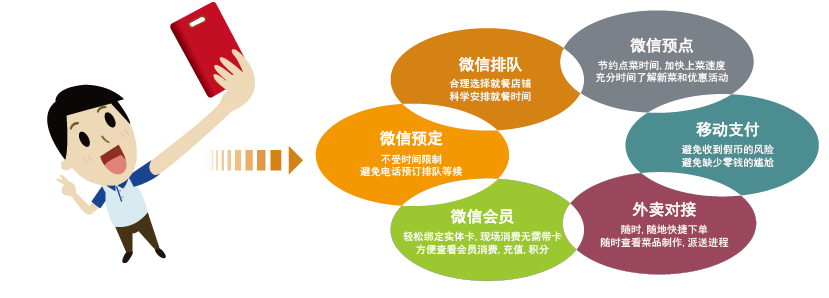 微信排队
合理选择就餐店铺
科学安排就餐时间
微信预点
节约点菜时间, 加快上菜速度
充分时间了解新菜和优惠活动
微信预定
不受时间限制
避免电话预订排队等候
移动支付
避免收到假币的风险
避免缺少零钱的尴尬
微信会员
轻松绑定实体卡, 现场消费无需带卡
方便查看会员消费, 充值, 积分
外卖对接
随时, 随地快捷下单
随时查看菜品制作, 派送进程